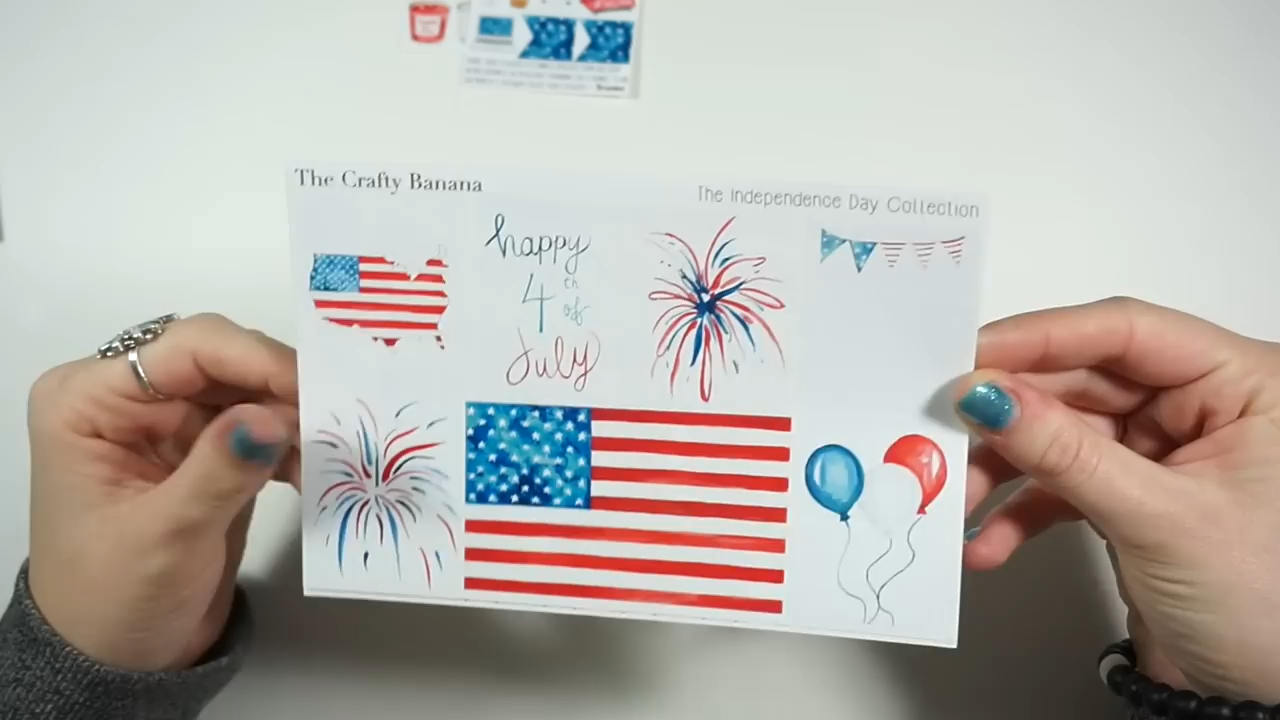 The Crafty Banana
The Independence Day Collection
happy
4th
of
July